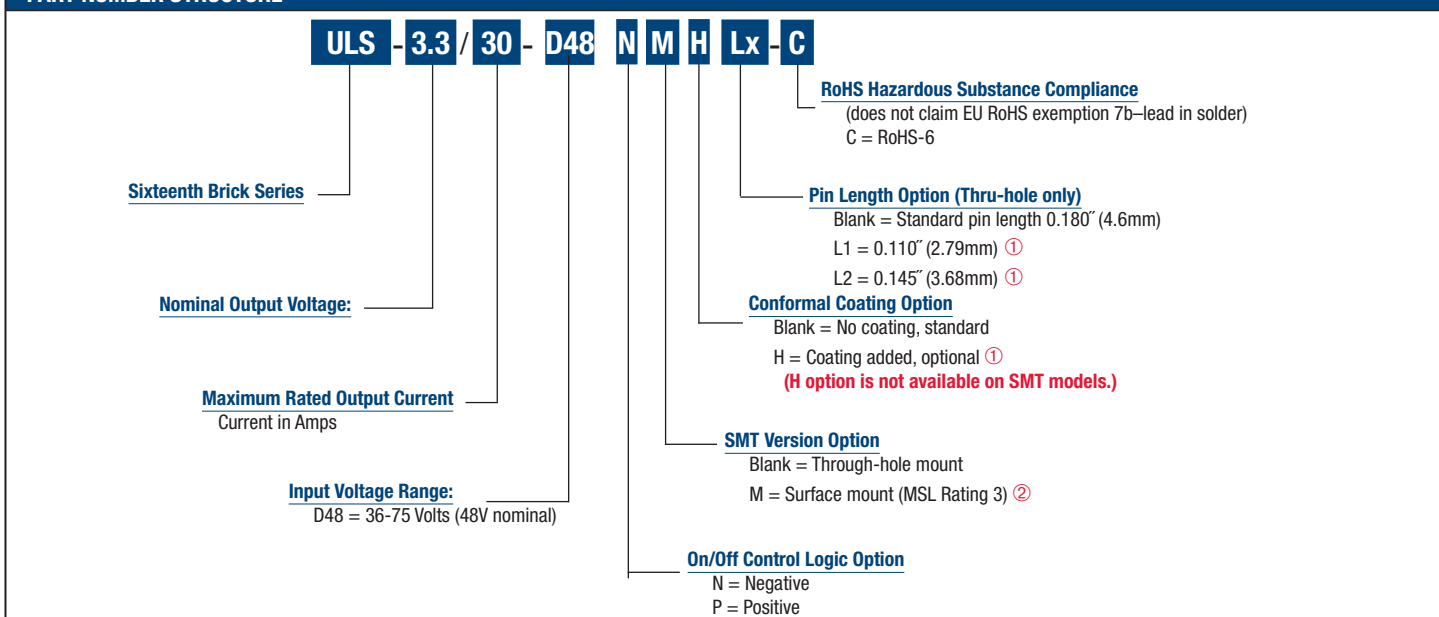 PART NUMBER STRUCTURE
ULS - 3.3 / 30 - D48 N M H Lx - C
RoHS Hazardous Substance Compliance
(does not claim EU RoHS exemption 7b–lead in solder)
C = RoHS-6
Sixteenth Brick Series
Pin Length Option (Thru-hole only)
Blank = Standard pin length 0.180˝ (4.6mm)
L1 = 0.110˝ (2.79mm) ①
L2 = 0.145˝ (3.68mm) ①
Nominal Output Voltage:
Conformal Coating Option
Blank = No coating, standard
H = Coating added, optional ①
(H option is not available on SMT models.)
Maximum Rated Output Current
Current in Amps
SMT Version Option
Blank = Through-hole mount
M = Surface mount (MSL Rating 3) ②
Input Voltage Range:
D48 = 36-75 Volts (48V nominal)
On/Off Control Logic Option
N = Negative
P = Positive